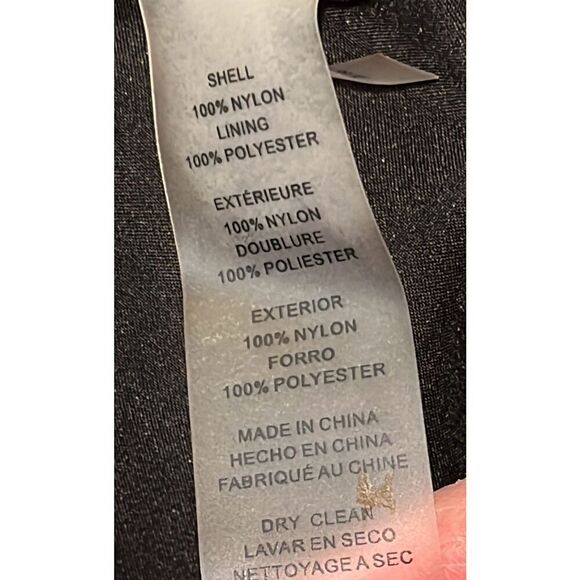 SHELL
100% NYLON
LINING
100% POLYESTER
EXTÉRIEURE
100% NYLON
DOUBLURE
100% POLIESTER
EXTERIOR
100% NYLON
FORRO
100% POLYESTER
MADE IN CHINA
HECHO EN CHINA
FABRIQUÉ AU CHINE
DRY CLEAN
LAVAR EN SECO
NETTOYAGE A SEC